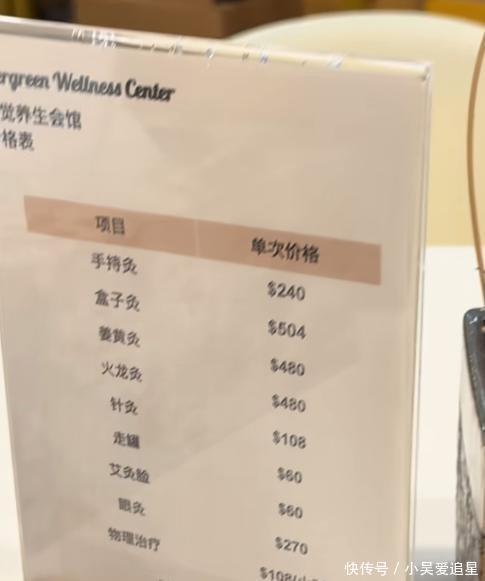 Wellness Center
养生会馆
格表
项目 单次价格
手持灸 $240
盒子灸 $504
姜黄灸 $480
火龙灸 $480
针灸 $480
走罐 $108
艾灸脸 $60
眼灸 $60
物理治疗 $270
快传号 / 小吴爱追星